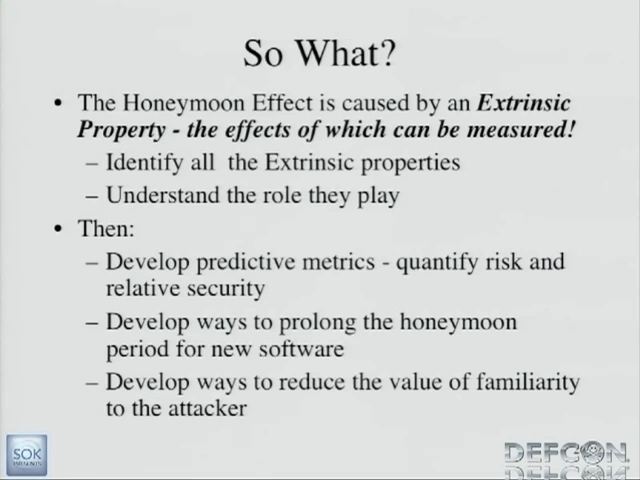 So What?
• The Honeymoon Effect is caused by an Extrinsic
Property - the effects of which can be measured!
– Identify all the Extrinsic properties
– Understand the role they play
• Then:
– Develop predictive metrics - quantify risk and
relative security
– Develop ways to prolong the honeymoon
period for new software
– Develop ways to reduce the value of familiarity
to the attacker
SOK
PRESENTS
DEFCON